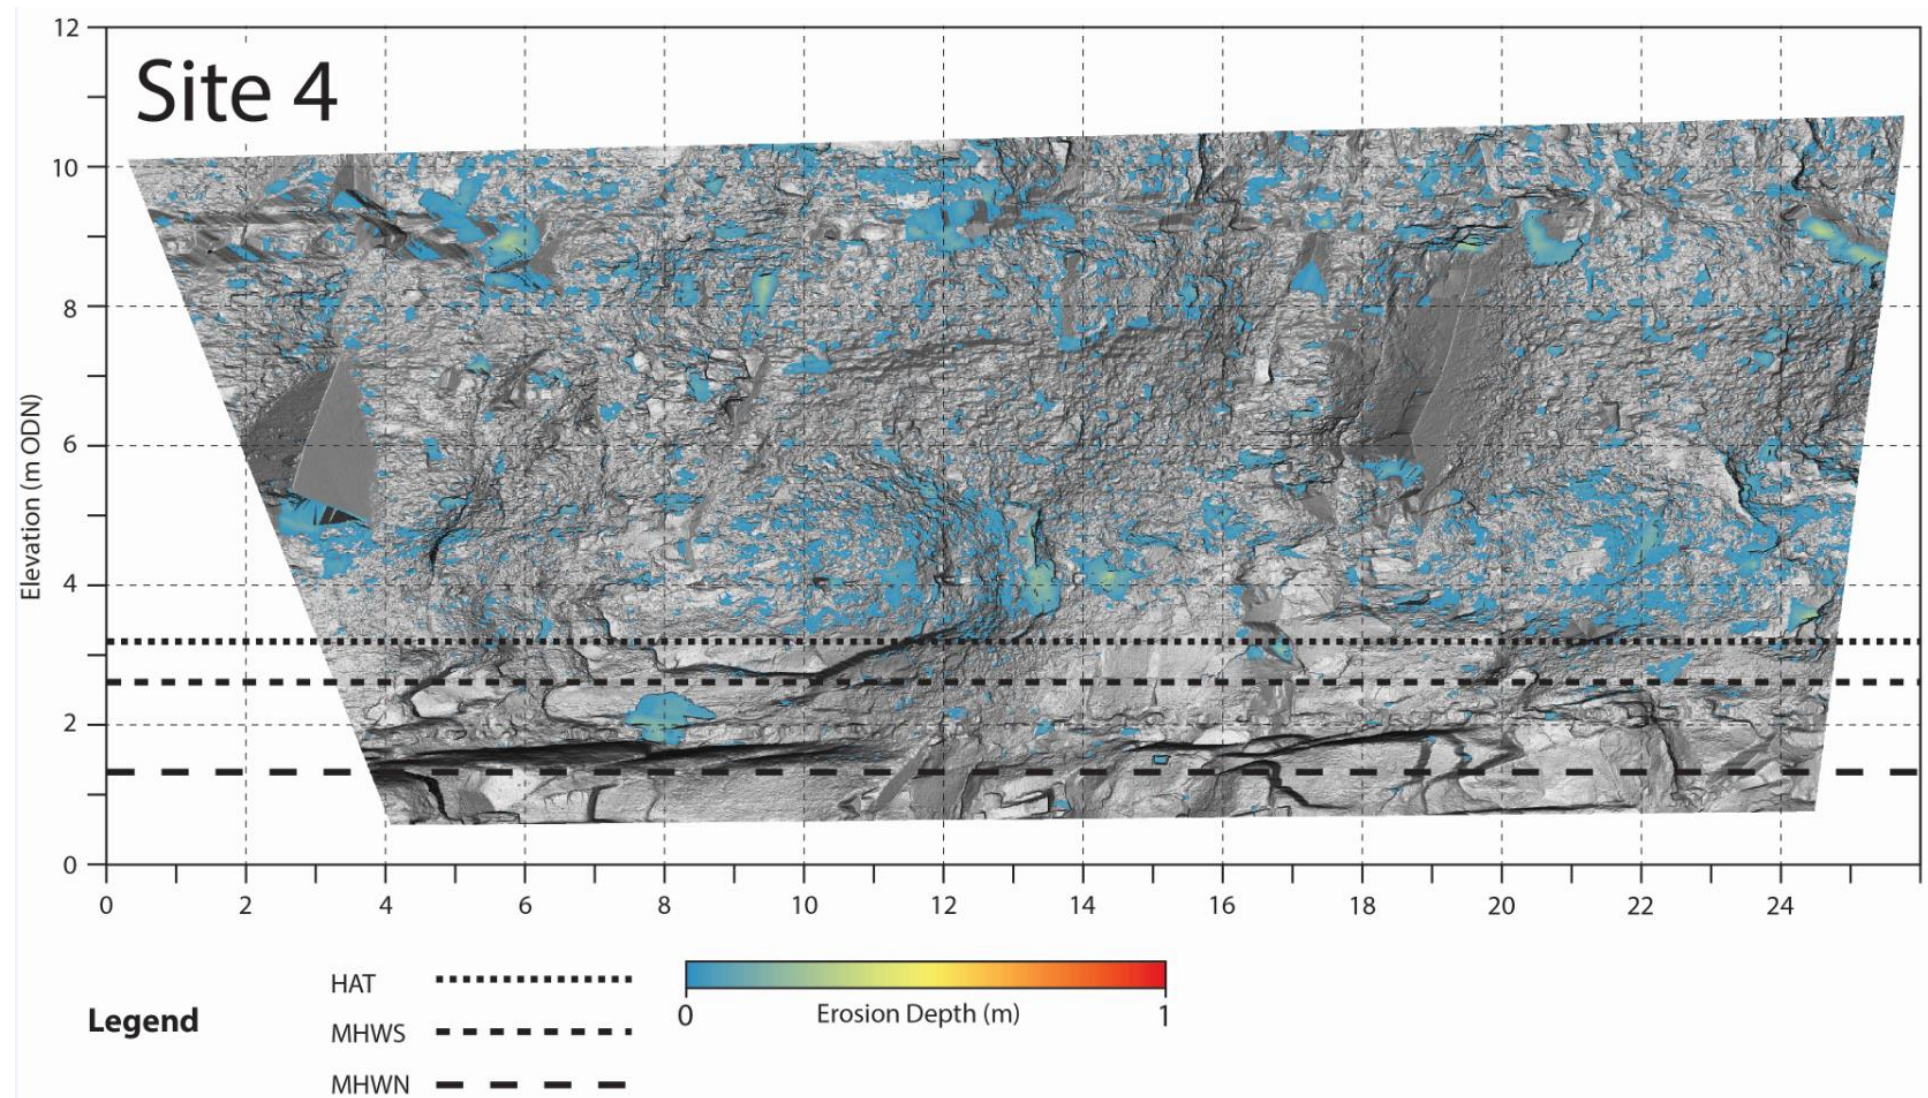 Site 4
12
10
8
6
4
2
0
Elevation (m ODN)
0 2 4 6 8 10 12 14 16 18 20 22 24
Legend
HAT
MHWS
MHWN
0 Erosion Depth (m) 1